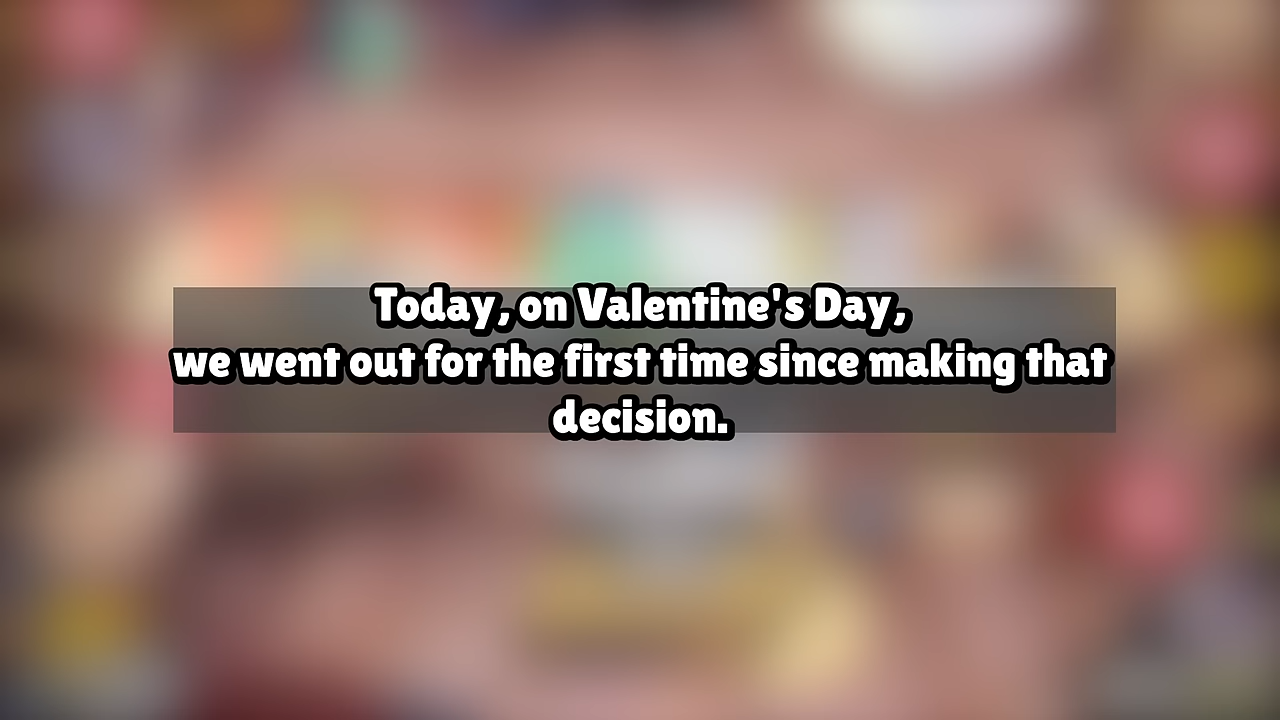 Today, on Valentine's Day,
we went out for the first time since making that
decision.